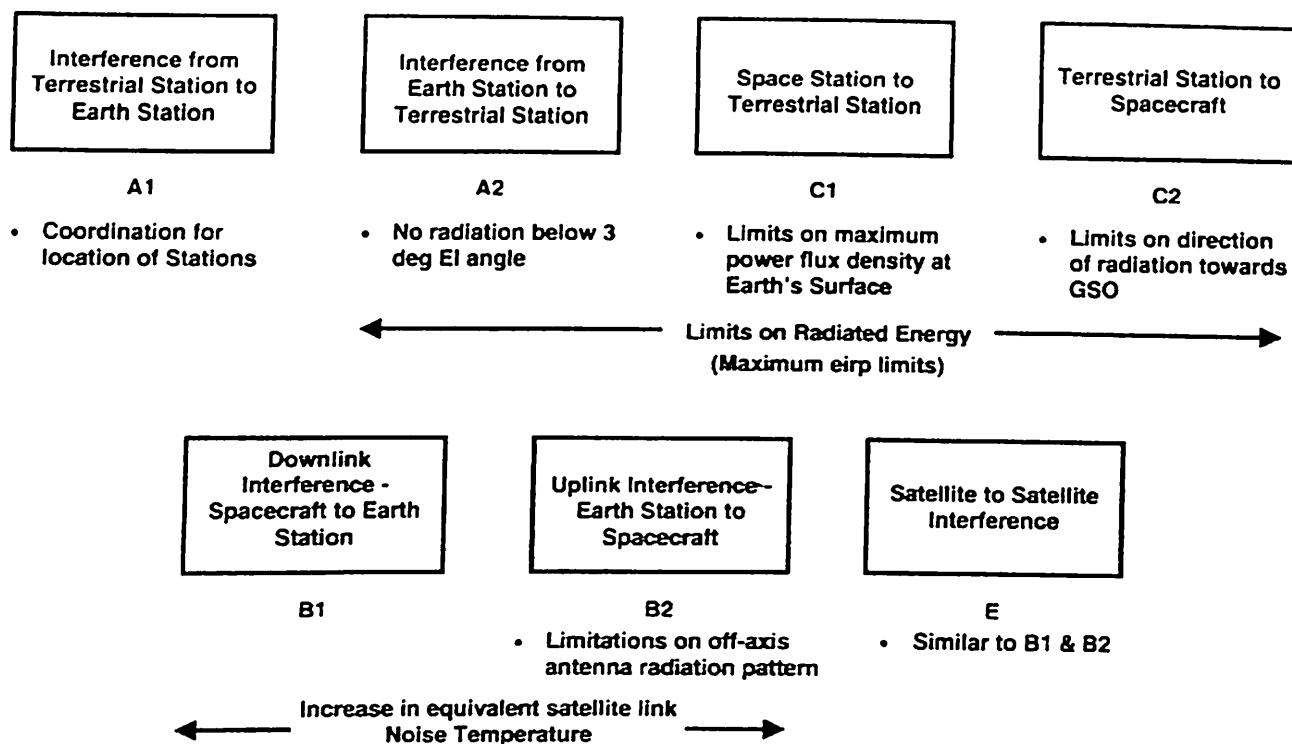 Interference from
Terrestrial Station to
Earth Station
Interference from
Earth Station to
Terrestrial Station
Space Station to
Terrestrial Station
Terrestrial Station to
Spacecraft
A1
A2
C1
C2
• Coordination for
location of Stations
• No radiation below 3
deg El angle
• Limits on maximum
power flux density at
Earth's Surface
• Limits on direction
of radiation towards
GSO
Limits on Radiated Energy
(Maximum eirp limits)
Downlink
Interference -
Spacecraft to Earth
Station
Uplink Interference-
Earth Station to
Spacecraft
Satellite to Satellite
Interference
B1
B2
E
• Limitations on off-axis
antenna radiation pattern
• Similar to B1 & B2
Increase in equivalent satellite link
Noise Temperature